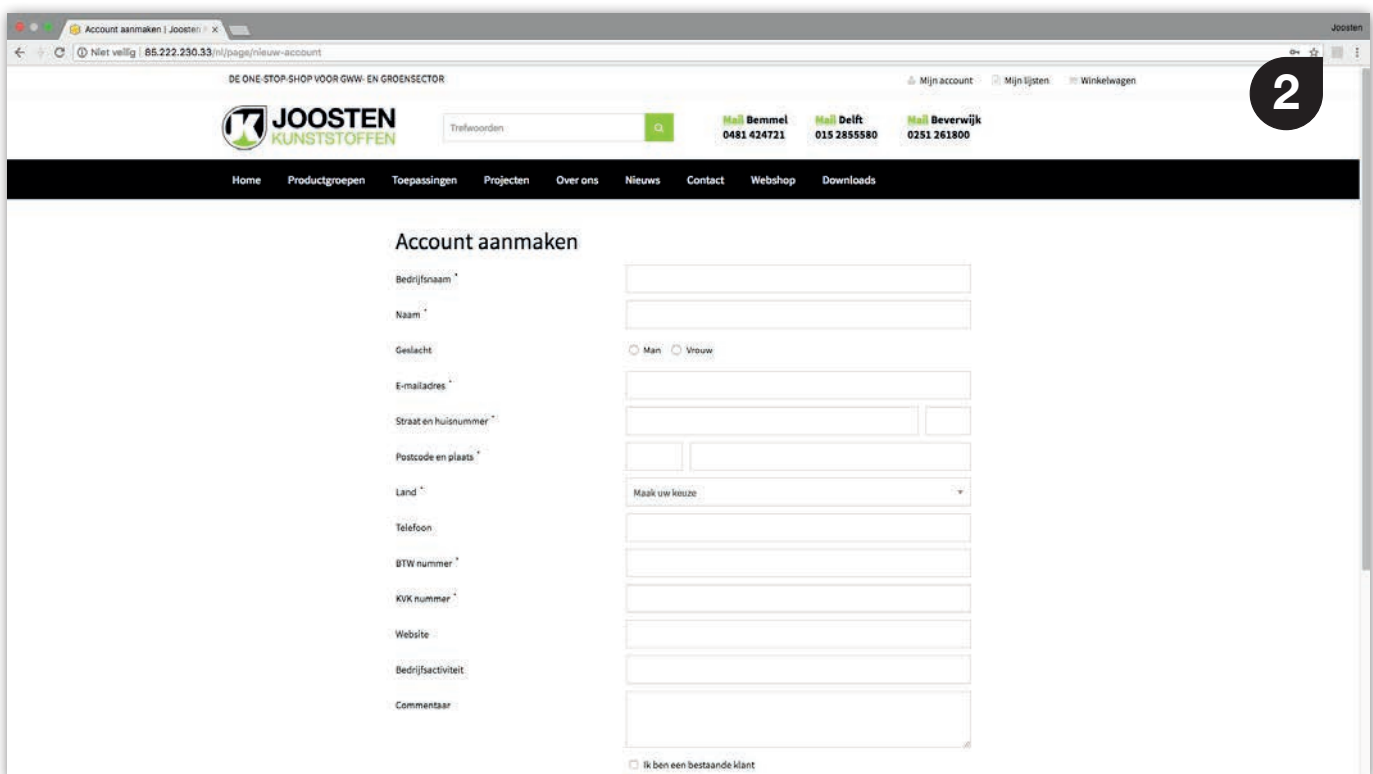 Account aanmaken | Joosten
Joosten
Niet veilig | 85.222.230.33/nl/page/nieuw-account
DE ONE-STOP-SHOP VOOR GWW- EN GROENSECTOR
Mijn account
Mijn lijsten
Winkelwagen
2
JOOSTEN
KUNSTSTOFFEN
Trefwoorden
Mail Bemmel
0481 424721
Mail Delft
015 2855580
Mail Beverwijk
0251 261800
Home Productgroepen Toepassingen Projecten Over ons Nieuws Contact Webshop Downloads
Account aanmaken
Bedrijfsnaam *
Naam *
Geslacht Man Vrouw
E-mailadres *
Straat en huisnummer *
Postcode en plaats *
Land * Maak uw keuze
Telefoon
BTW nummer *
KVK nummer *
Website
Bedrijfsactiviteit
Commentaar
Ik ben een bestaande klant